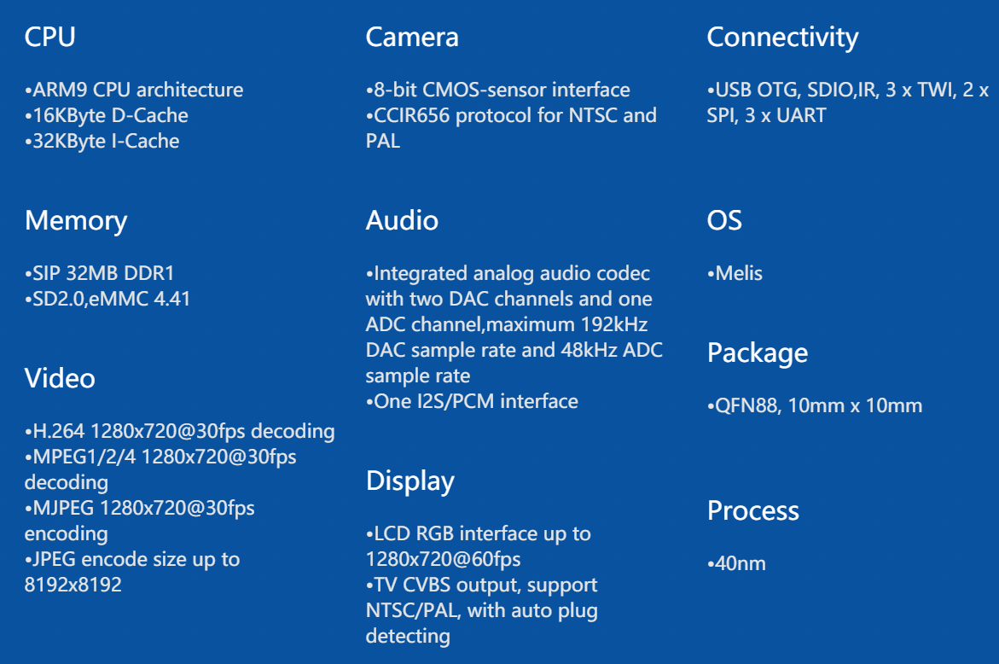 CPU
•ARM9 CPU architecture
•16KByte D-Cache
•32KByte I-Cache
Memory
•SIP 32MB DDR1
•SD2.0,eMMC 4.41
Video
•H.264 1280x720@30fps decoding
•MPEG1/2/4 1280x720@30fps
decoding
•MJPEG 1280x720@30fps
encoding
•JPEG encode size up to
8192x8192
Camera
•8-bit CMOS-sensor interface
•CCIR656 protocol for NTSC and
PAL
Audio
•Integrated analog audio codec
with two DAC channels and one
ADC channel,maximum 192kHz
DAC sample rate and 48kHz ADC
sample rate
•One I2S/PCM interface
Display
•LCD RGB interface up to
1280x720@60fps
•TV CVBS output, support
NTSC/PAL, with auto plug
detecting
Connectivity
•USB OTG, SDIO,IR, 3 x TWI, 2 x
SPI, 3 x UART
OS
•Melis
Package
•QFN88, 10mm x 10mm
Process
•40nm